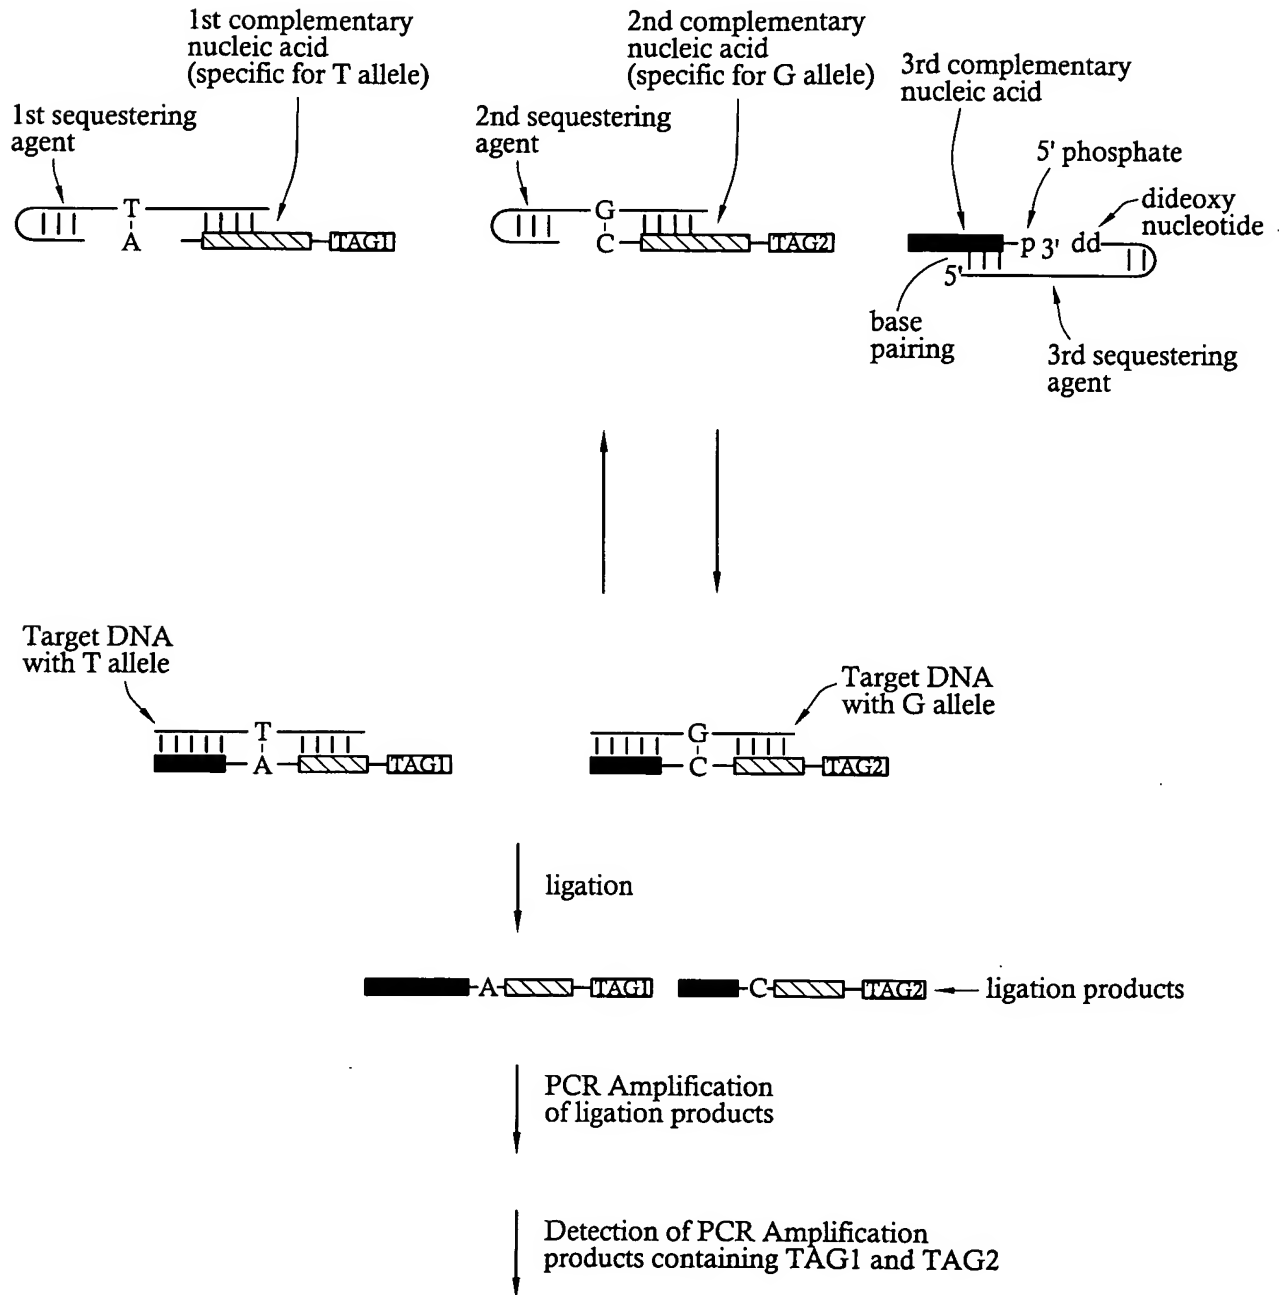 1st complementary
nucleic acid
(specific for T allele)
2nd complementary
nucleic acid
(specific for G allele)
3rd complementary
nucleic acid
1st sequestering
agent
2nd sequestering
agent
5' phosphate
dideoxy
nucleotide
T
A
TAG1
G
C
TAG2
p 3' dd
5'
base
pairing
3rd sequestering
agent
Target DNA
with T allele
Target DNA
with G allele
T
A
TAG1
G
C
TAG2
ligation
A
TAG1
C
TAG2
ligation products
PCR Amplification
of ligation products
Detection of PCR Amplification
products containing TAG1 and TAG2